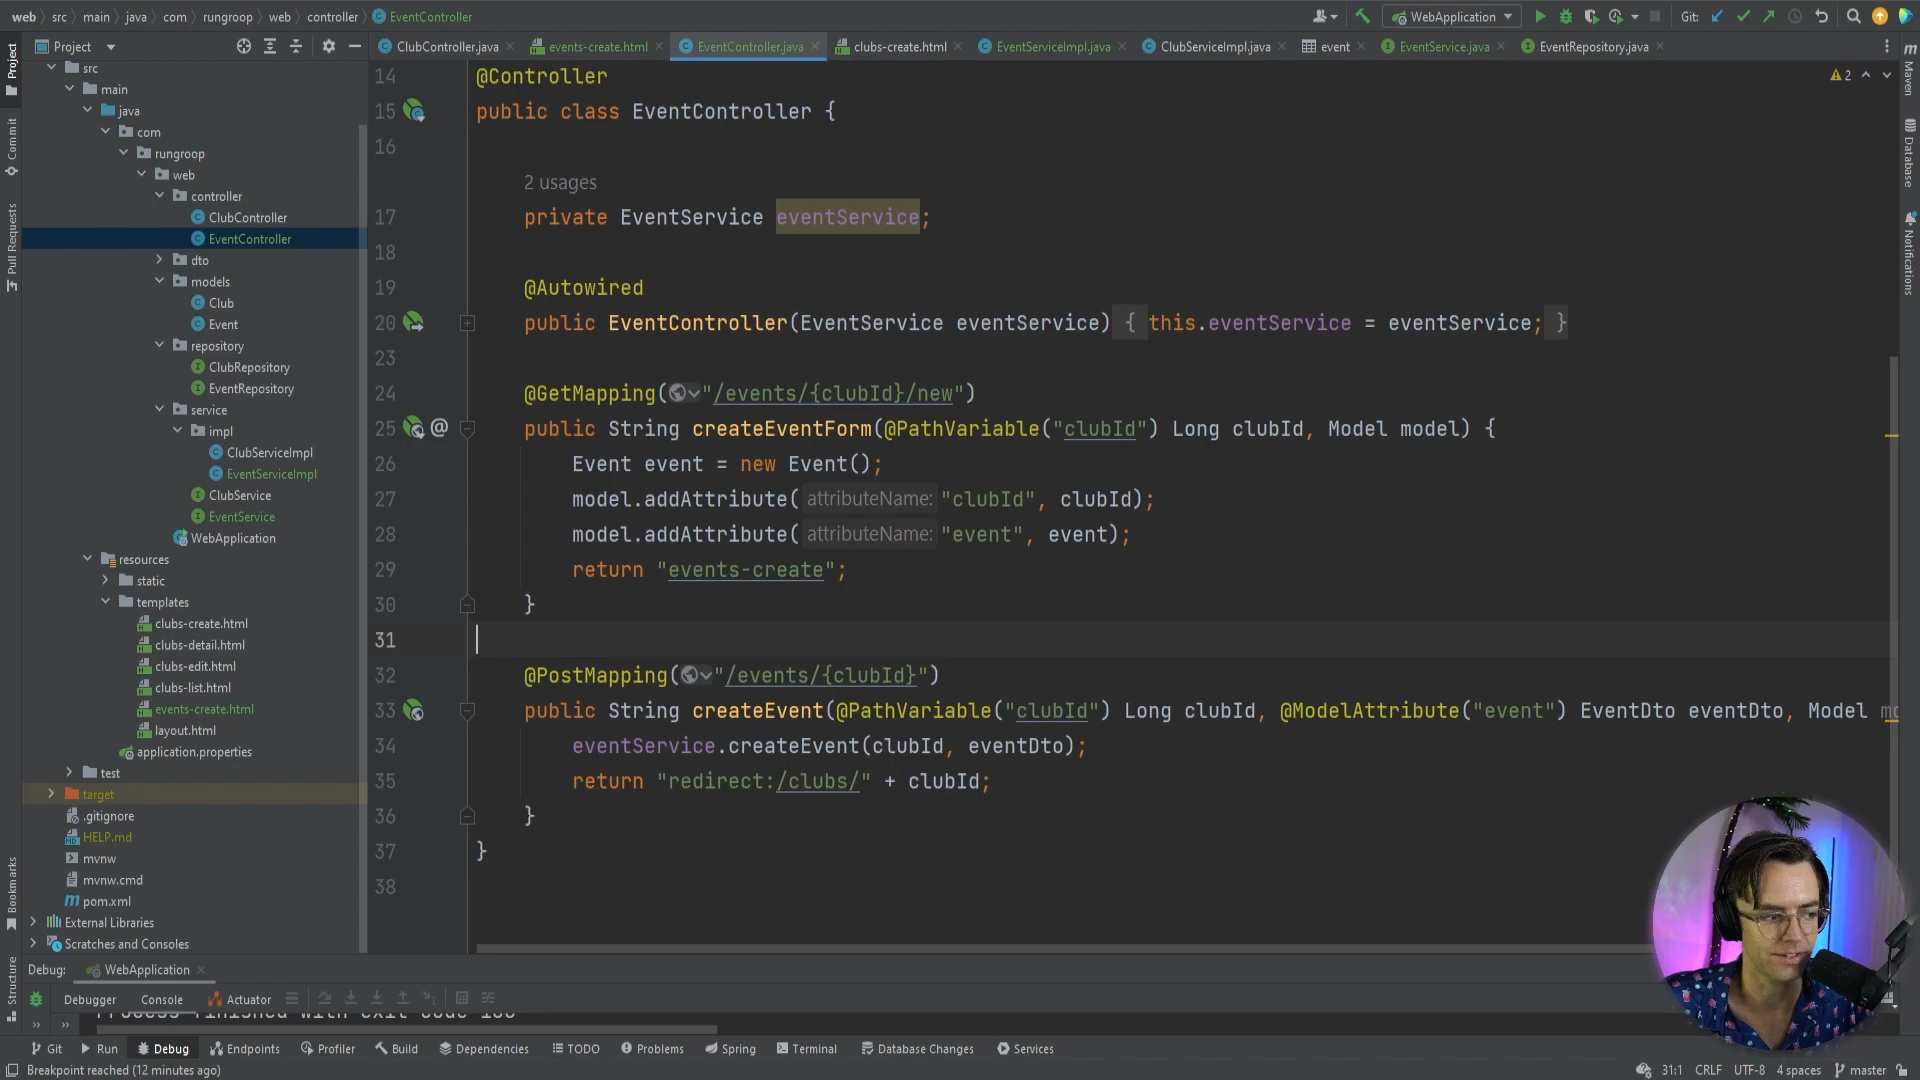 web
src
main
java
com
rungroop
web
controller
EventController
WebApplication
Git:
Project
ClubController.java
events-create.html
EventController.java
clubs-create.html
EventServiceImpl.java
ClubServiceImpl.java
event
EventService.java
EventRepository.java
Project
Commit
Pull Requests
Bookmarks
Structure
Maven
Database
Notifications
src
main
java
com
rungroop
web
controller
ClubController
EventController
dto
models
Club
Event
repository
ClubRepository
EventRepository
service
impl
ClubServiceImpl
EventServiceImpl
ClubService
EventService
WebApplication
resources
static
templates
clubs-create.html
clubs-detail.html
clubs-edit.html
clubs-list.html
events-create.html
layout.html
application.properties
test
target
.gitignore
HELP.md
mvnw
mvnw.cmd
pom.xml
External Libraries
Scratches and Consoles
2
14 @Controller
15 public class EventController {
16
2 usages
17 private EventService eventService;
18
19 @Autowired
20 public EventController(EventService eventService) { this.eventService = eventService; }
23
24 @GetMapping("/events/{clubId}/new")
25 @ public String createEventForm(@PathVariable("clubId") Long clubId, Model model) {
26 Event event = new Event();
27 model.addAttribute( attributeName: "clubId", clubId);
28 model.addAttribute( attributeName: "event", event);
29 return "events-create";
30 }
31
32 @PostMapping("/events/{clubId}")
33 public String createEvent(@PathVariable("clubId") Long clubId, @ModelAttribute("event") EventDto eventDto, Model
34 eventService.createEvent(clubId, eventDto);
35 return "redirect:/clubs/" + clubId;
36 }
37 }
38
Debug: WebApplication
Debugger Console Actuator
Process finished with exit code
Git Run Debug Endpoints Profiler Build Dependencies TODO Problems Spring Terminal Database Changes Services
Breakpoint reached (12 minutes ago)
31:1 CRLF UTF-8 4 spaces master